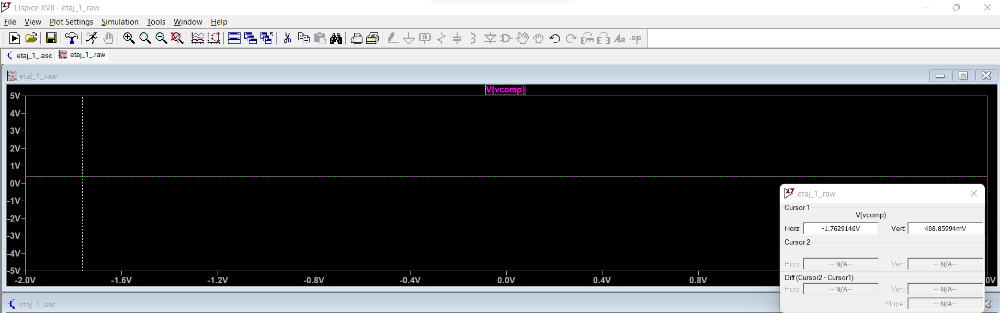 LTspice XVII - etaj_1_.raw
File View Plot Settings Simulation Tools Window Help
etaj_1_.asc etaj_1_.raw
etaj_1_.raw
V(vcomp)
5V
4V
3V
2V
1V
0V
-1V
-2V
-3V
-4V
-5V
-2.0V -1.6V -1.2V -0.8V -0.4V 0.0V 0.4V 0.8V 0V
etaj_1_.raw
Cursor 1
V(vcomp)
Horz: -1.7629146V Vert: 408.85994mV
Cursor 2
Horz: -- N/A-- Vert: -- N/A--
Diff (Cursor2 - Cursor1)
Horz: -- N/A-- Vert: -- N/A--
Slope: -- N/A--
etaj_1_.asc